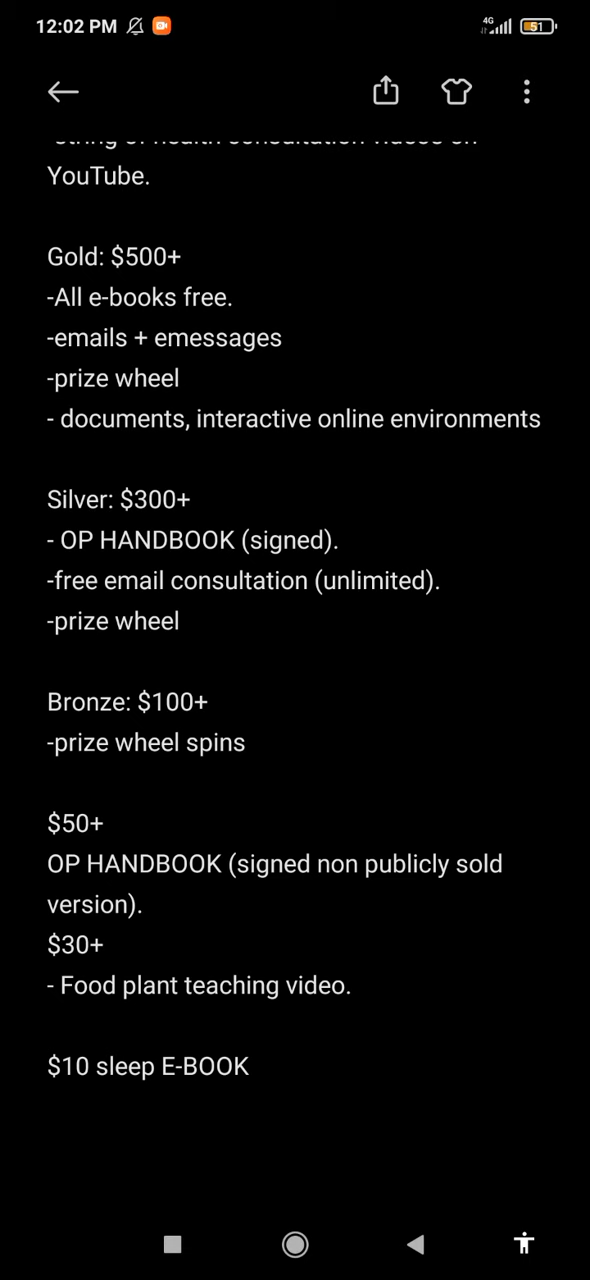 12:02 PM 4G 51
YouTube.
Gold: $500+
-All e-books free.
-emails + emessages
-prize wheel
- documents, interactive online environments
Silver: $300+
- OP HANDBOOK (signed).
-free email consultation (unlimited).
-prize wheel
Bronze: $100+
-prize wheel spins
$50+
OP HANDBOOK (signed non publicly sold
version).
$30+
- Food plant teaching video.
$10 sleep E-BOOK